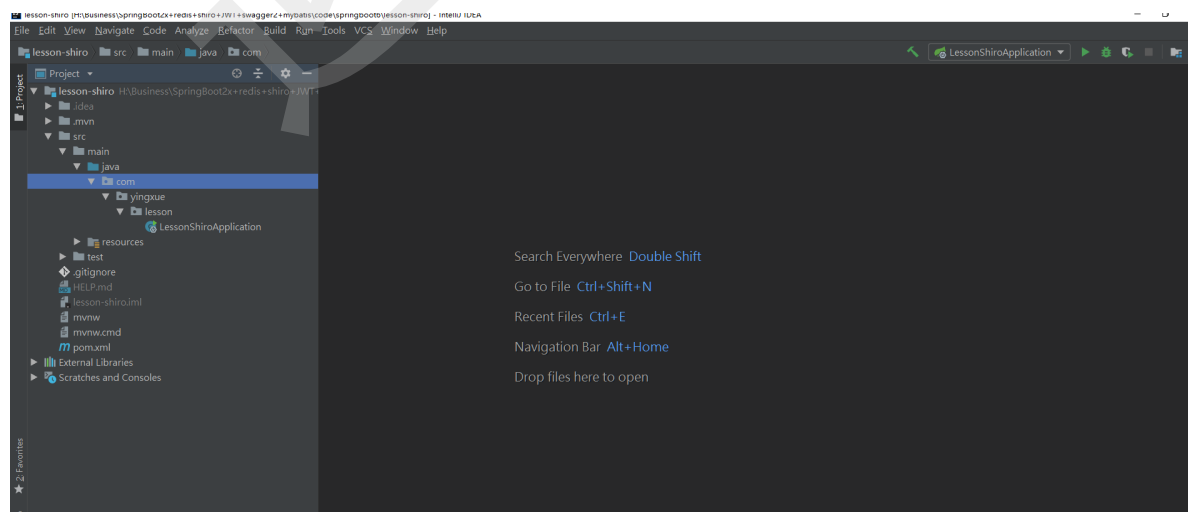 lesson-shiro [H:\Business\SpringBoot2x+redis+shiro+JWT+swagger2+mybatis\code\springboot6\lesson-shiro] - IntelliJ IDEA
File Edit View Navigate Code Analyze Refactor Build Run Tools VCS Window Help
lesson-shiro src main java com LessonShiroApplication
1: Project
Project
lesson-shiro H:\Business\SpringBoot2x+redis+shiro+JWT+
.idea
.mvn
src
main
java
com
yingxue
lesson
LessonShiroApplication
resources
test
.gitignore
HELP.md
lesson-shiro.iml
mvnw
mvnw.cmd
pom.xml
External Libraries
Scratches and Consoles
Search Everywhere Double Shift
Go to File Ctrl+Shift+N
Recent Files Ctrl+E
Navigation Bar Alt+Home
Drop files here to open
2: Favorites